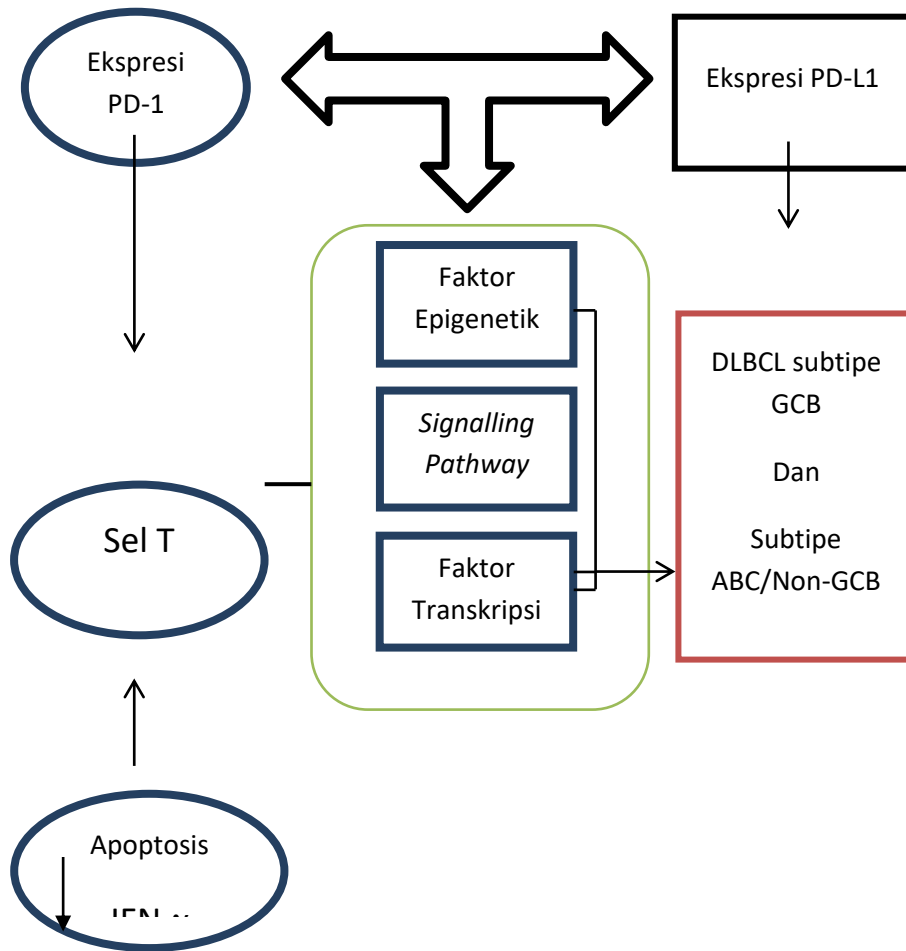 Ekspresi
PD-1
Ekspresi PD-L1
Faktor
Epigenetik
Signalling
Pathway
Faktor
Transkripsi
DLBCL subtipe
GCB
Dan
Subtipe
ABC/Non-GCB
Sel T
Apoptosis